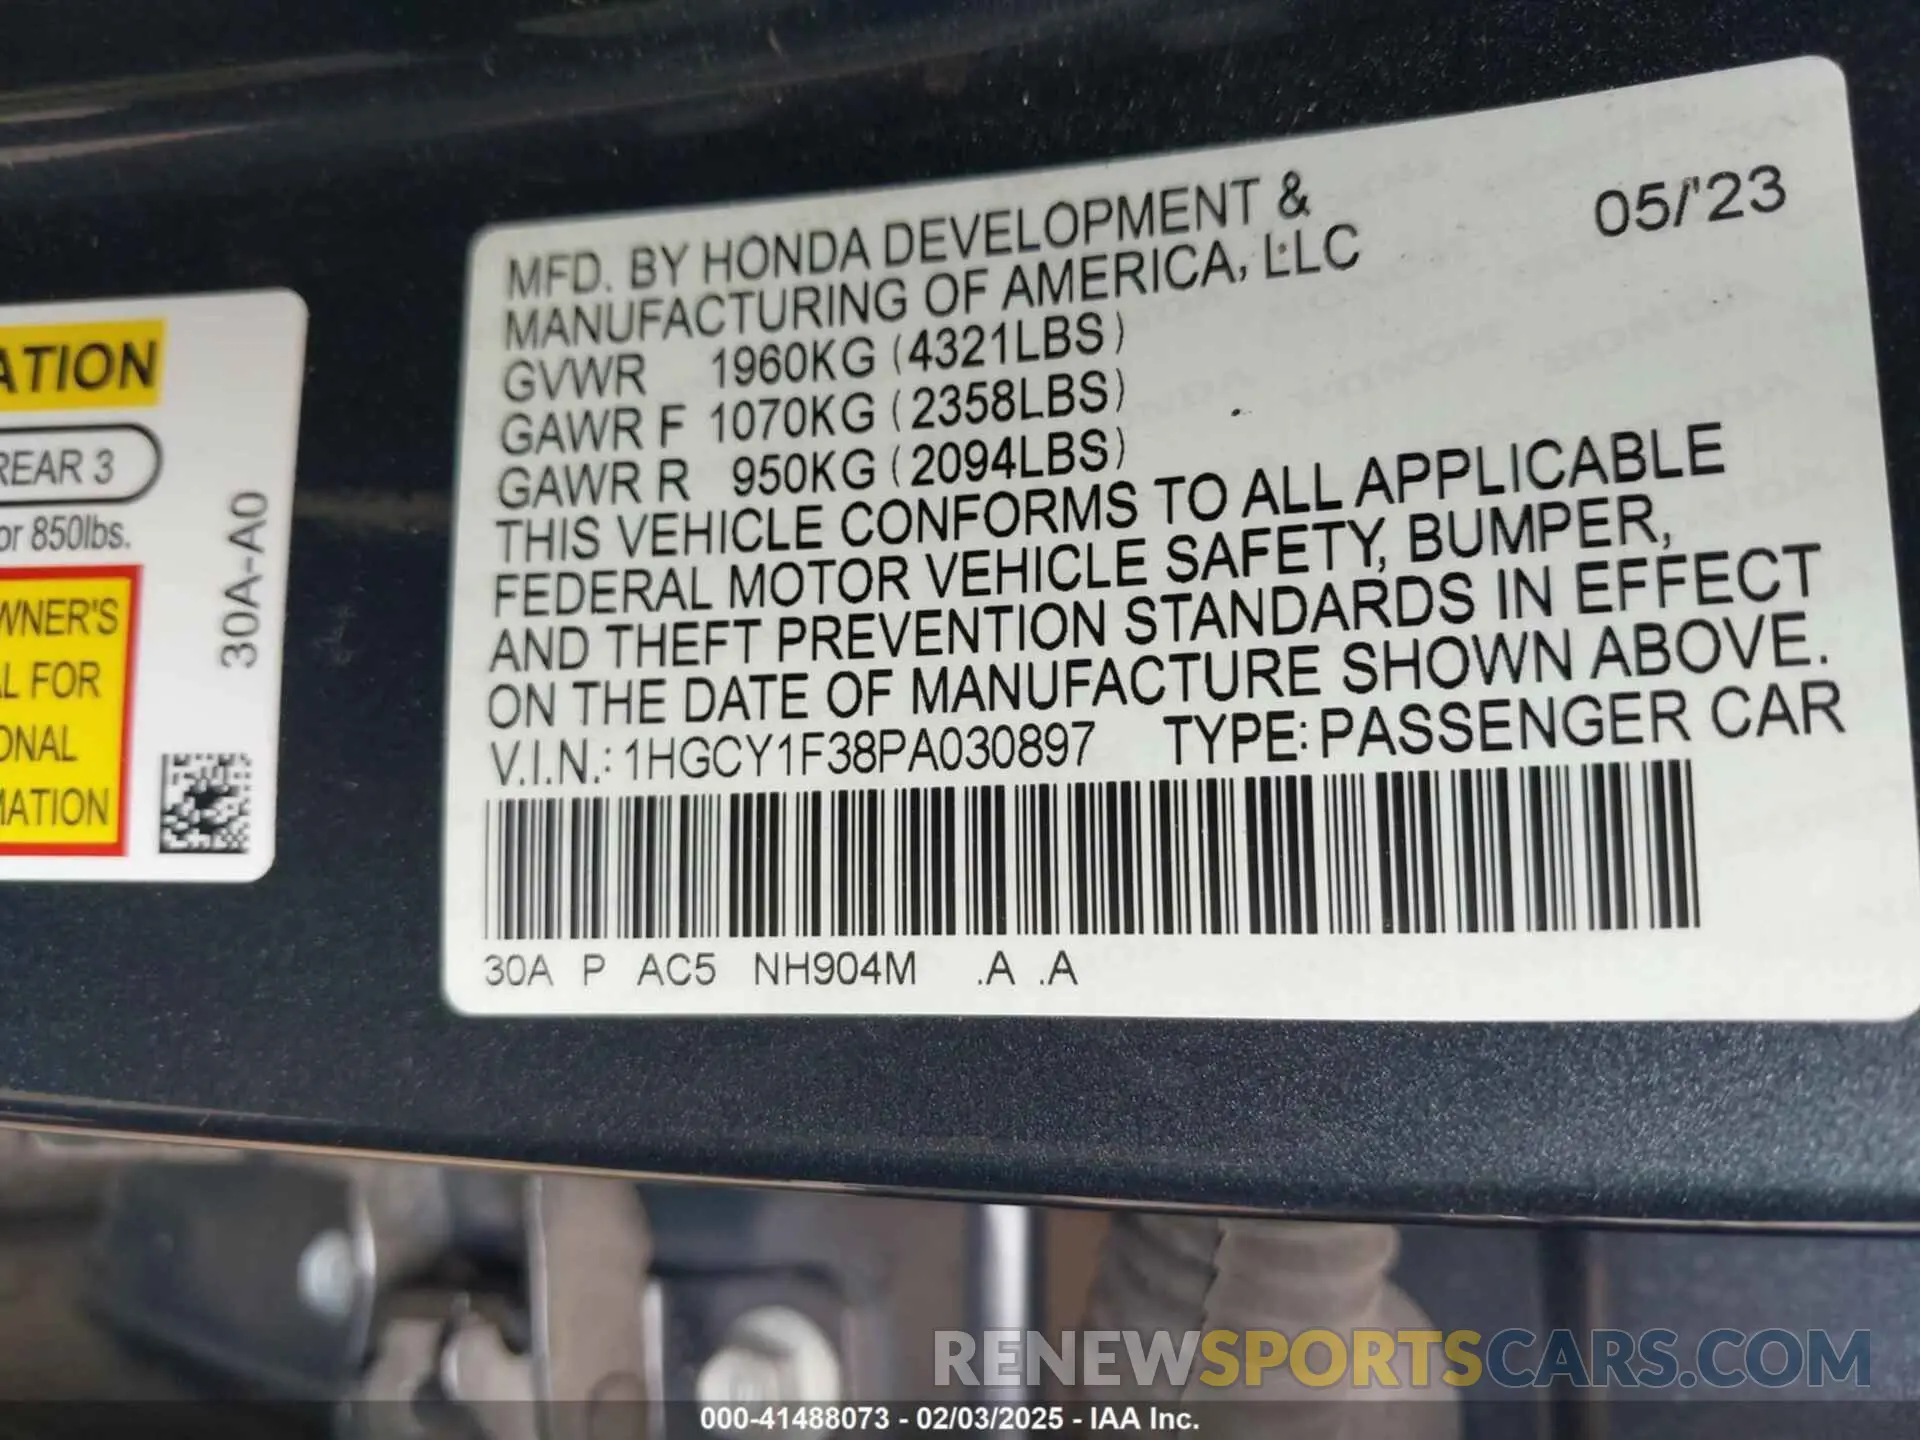 ATION
REAR 3
or 850lbs.
WNER'S
L FOR
ONAL
MATION
30A-A0
05/'23
MFD. BY HONDA DEVELOPMENT &
MANUFACTURING OF AMERICA, LLC
GVWR 1960KG (4321LBS)
GAWR F 1070KG (2358LBS)
GAWR R 950KG (2094LBS)
THIS VEHICLE CONFORMS TO ALL APPLICABLE
FEDERAL MOTOR VEHICLE SAFETY, BUMPER,
AND THEFT PREVENTION STANDARDS IN EFFECT
ON THE DATE OF MANUFACTURE SHOWN ABOVE.
V.I.N.: 1HGCY1F38PA030897 TYPE: PASSENGER CAR
30A P AC5 NH904M .A .A
RENEWSPORTSCARS.COM
000-41488073 - 02/03/2025 - IAA Inc.